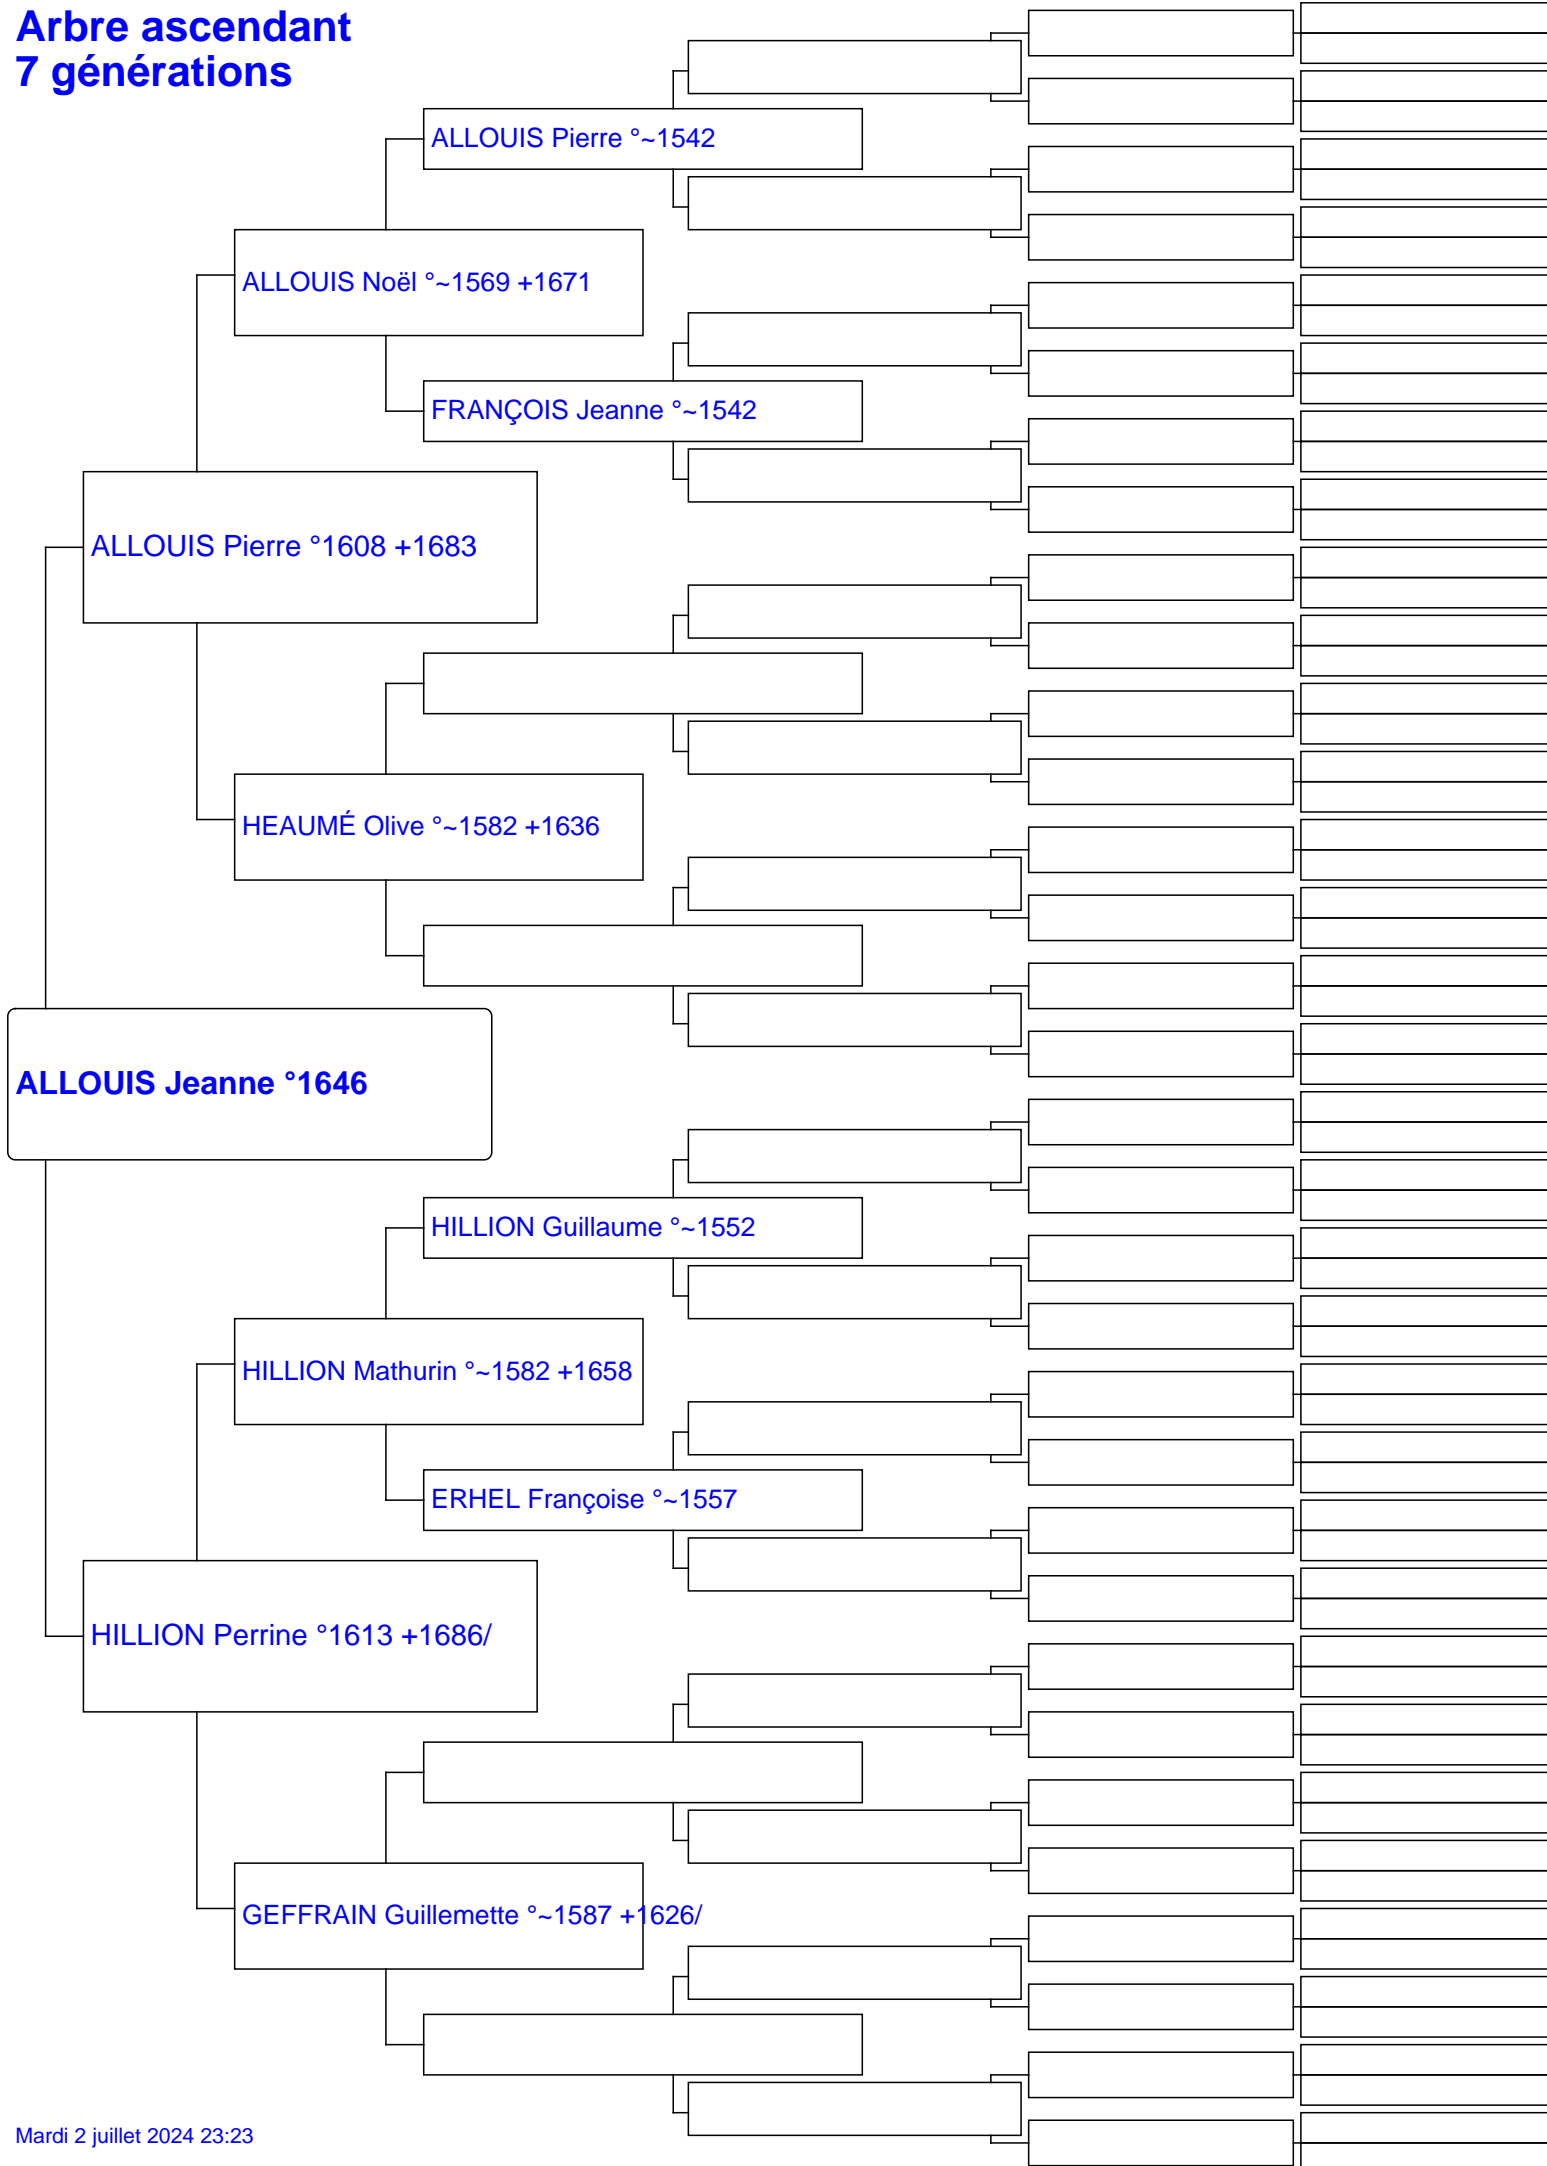 Arbre ascendant
7 générations
ALLOUIS Pierre °~1542
ALLOUIS Noël °~1569 +1671
FRANÇOIS Jeanne °~1542
ALLOUIS Pierre °1608 +1683
HEAUMÉ Olive °~1582 +1636
ALLOUIS Jeanne °1646
HILLION Guillaume °~1552
HILLION Mathurin °~1582 +1658
ERHEL Françoise °~1557
HILLION Perrine °1613 +1686/
GEFFRAIN Guillemette °~1587 +1626/
Mardi 2 juillet 2024 23:23